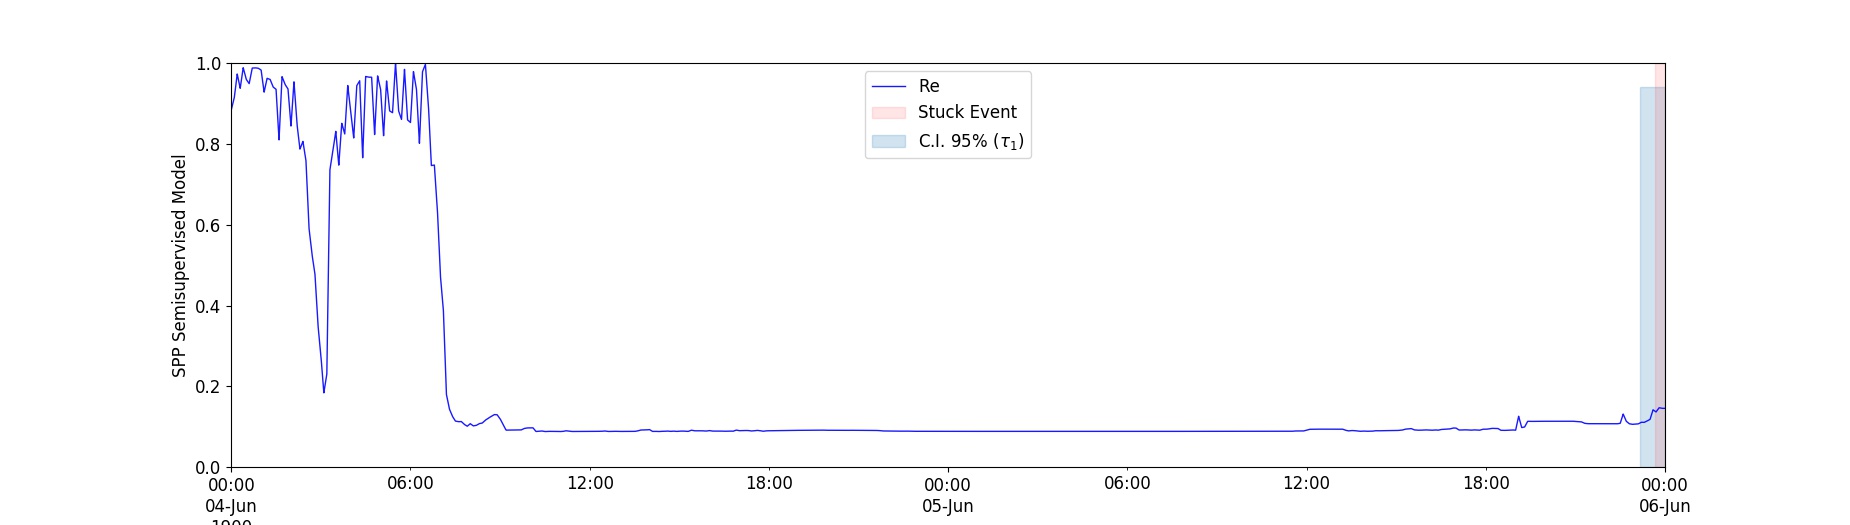 1.0
0.8
0.6
0.4
0.2
0.0
SPP Semisupervised Model
Re
Stuck Event
C.I. 95% (τ₁)
00:00 06:00 12:00 18:00 00:00 06:00 12:00 18:00 00:00
04-Jun 05-Jun 06-Jun
1900